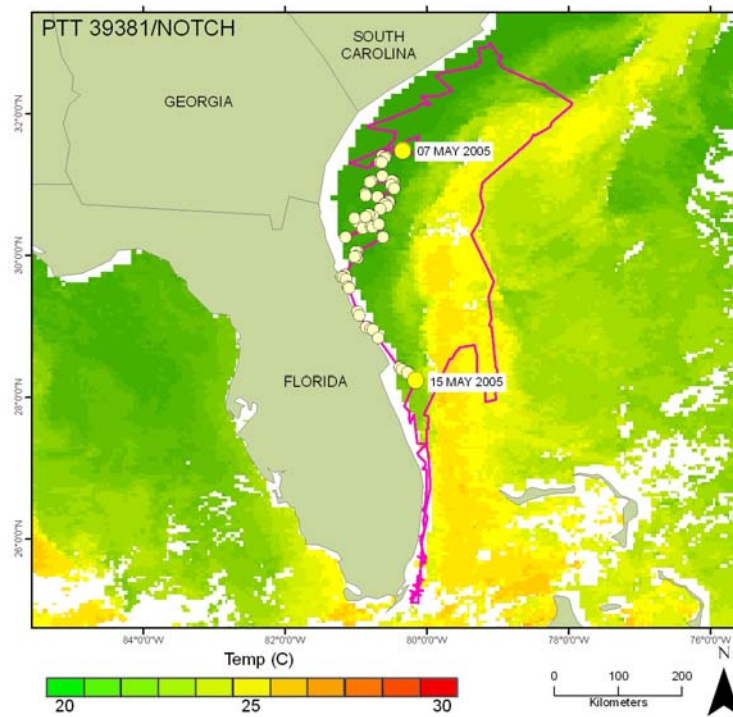 PTT 39381/NOTCH
SOUTH
CAROLINA
GEORGIA
32°0'0"N
07 MAY 2005
30°0'0"N
FLORIDA
15 MAY 2005
28°0'0"N
26°0'0"N
84°0'0"W
82°0'0"W
80°0'0"W
78°0'0"W
76°0'0"W
Temp (C)
20
25
30
0
100
200
Kilometers
N